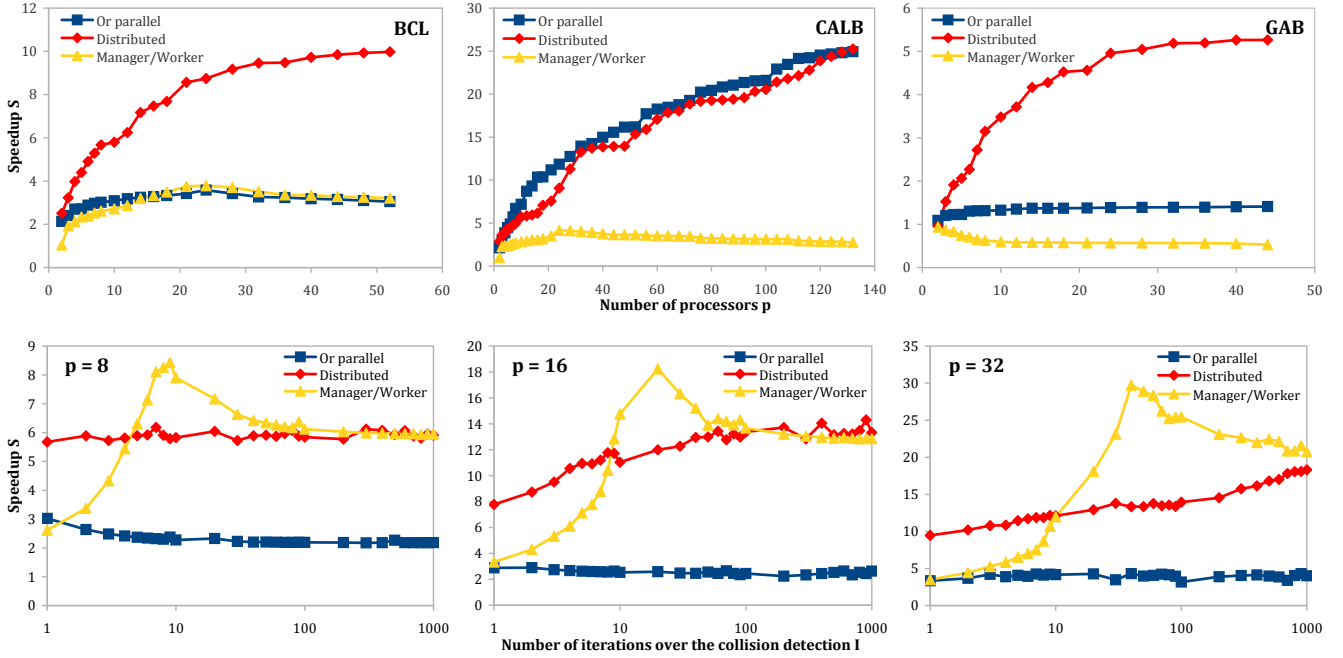 BCL
Or parallel
Distributed
Manager/Worker
Speedup S
12
10
8
6
4
2
0
0 10 20 30 40 50 60
CALB
Or parallel
Distributed
Manager/Worker
30
25
20
15
10
5
0
0 20 40 60 80 100 120 140
Number of processors p
GAB
Or parallel
Distributed
Manager/Worker
6
5
4
3
2
1
0
0 10 20 30 40 50
p = 8
Or parallel
Distributed
Manager/Worker
Speedup S
9
8
7
6
5
4
3
2
1
0
1 10 100 1000
p = 16
Or parallel
Distributed
Manager/Worker
20
18
16
14
12
10
8
6
4
2
0
1 10 100 1000
Number of iterations over the collision detection I
p = 32
Or parallel
Distributed
Manager/Worker
35
30
25
20
15
10
5
0
1 10 100 1000